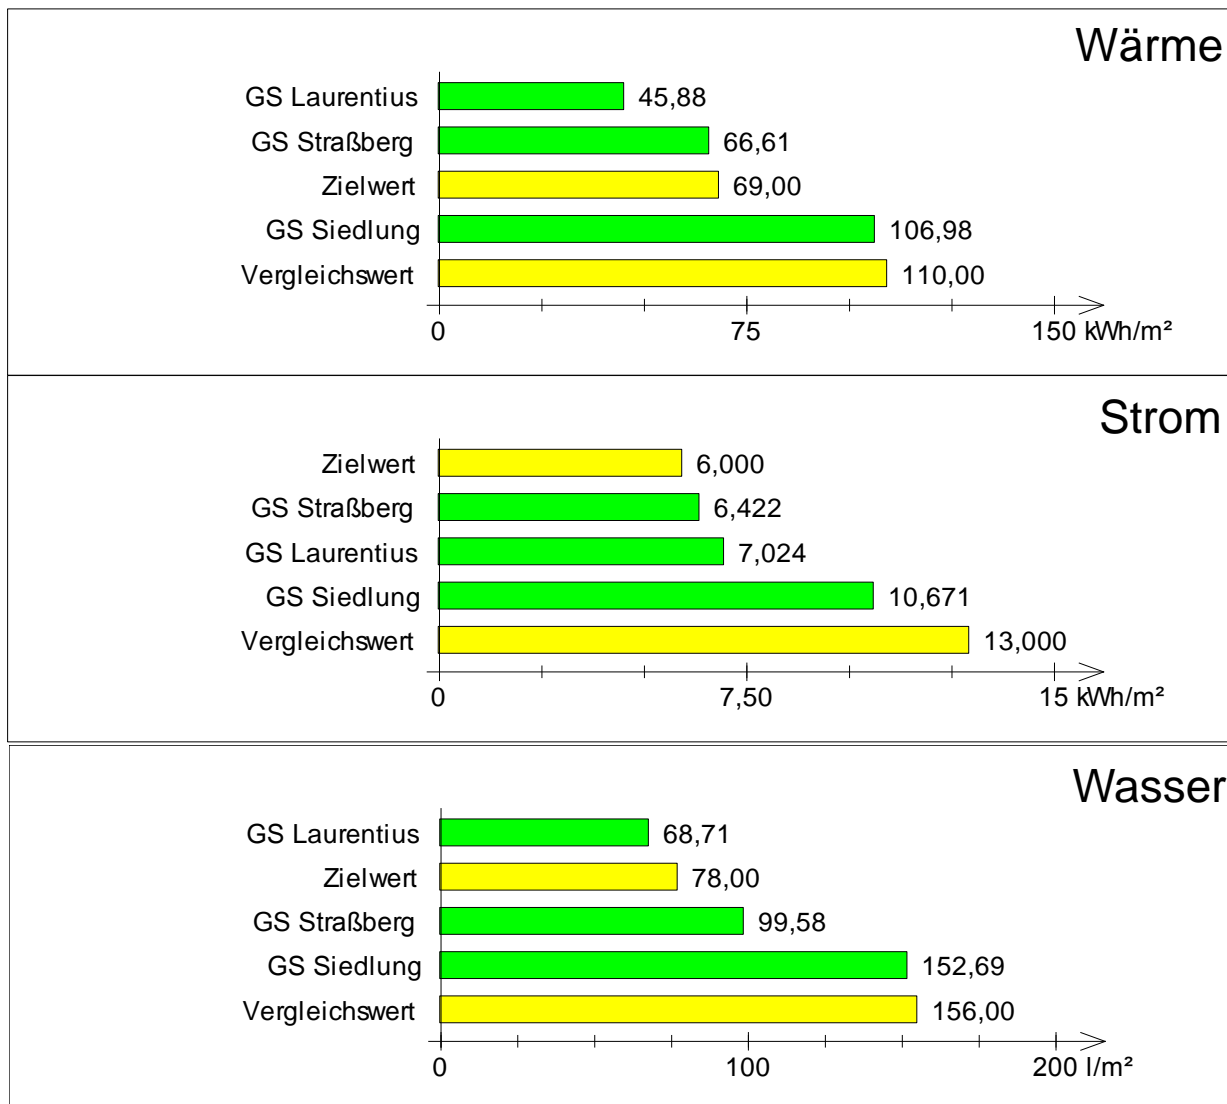 Wärme
GS Laurentius 45,88
GS Straßberg 66,61
Zielwert 69,00
GS Siedlung 106,98
Vergleichswert 110,00
0 75 150 kWh/m²
Strom
Zielwert 6,000
GS Straßberg 6,422
GS Laurentius 7,024
GS Siedlung 10,671
Vergleichswert 13,000
0 7,50 15 kWh/m²
Wasser
GS Laurentius 68,71
Zielwert 78,00
GS Straßberg 99,58
GS Siedlung 152,69
Vergleichswert 156,00
0 100 200 l/m²